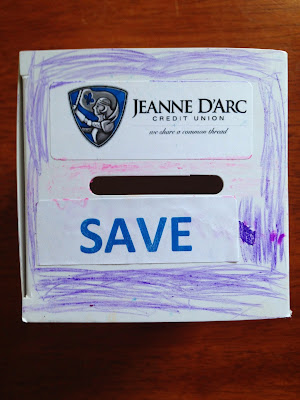 JEANNE D'ARC
CREDIT UNION
we share a common thread
SAVE